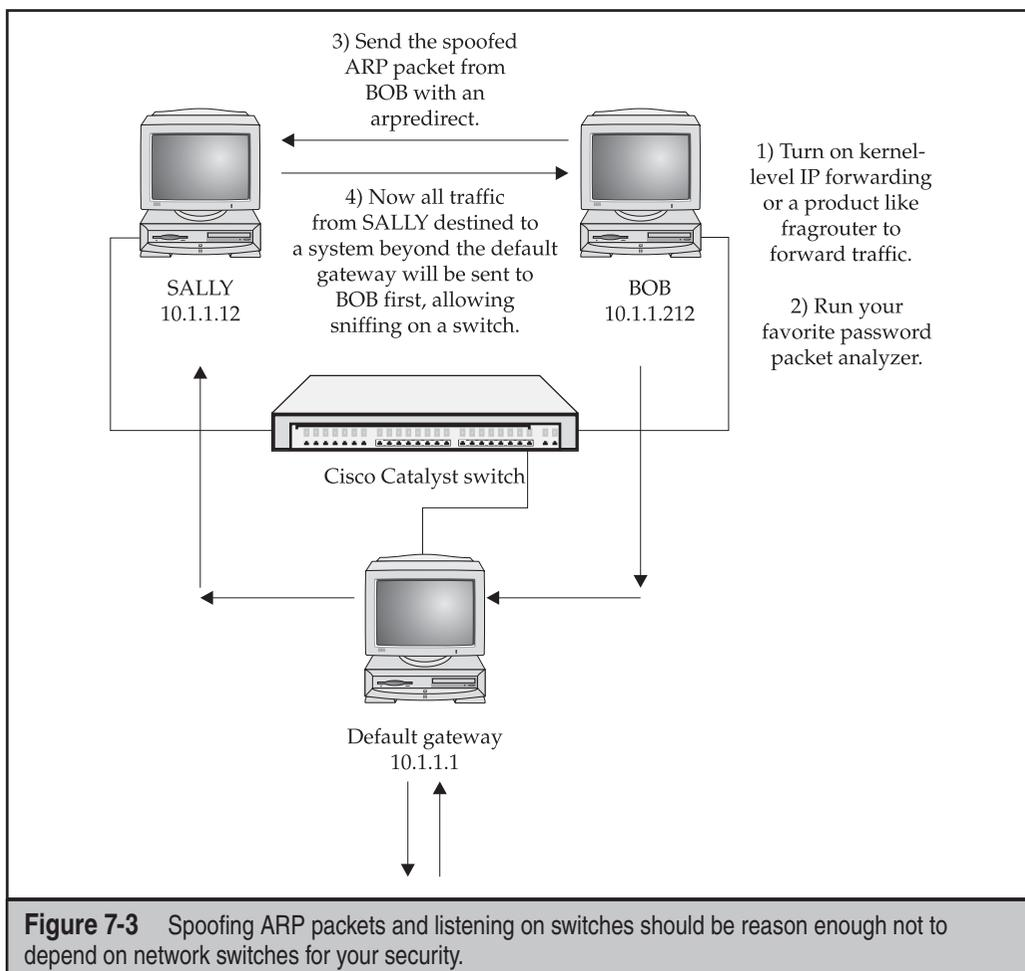 3) Send the spoofed
ARP packet from
BOB with an
arpredirect.
1) Turn on kernel-
level IP forwarding
or a product like
fragrouter to
forward traffic.
4) Now all traffic
from SALLY destined to
a system beyond the default
gateway will be sent to
BOB first, allowing
sniffing on a switch.
SALLY
10.1.1.12
BOB
10.1.1.212
2) Run your
favorite password
packet analyzer.
Cisco Catalyst switch
Default gateway
10.1.1.1
Figure 7-3 Spoofing ARP packets and listening on switches should be reason enough not to
depend on network switches for your security.